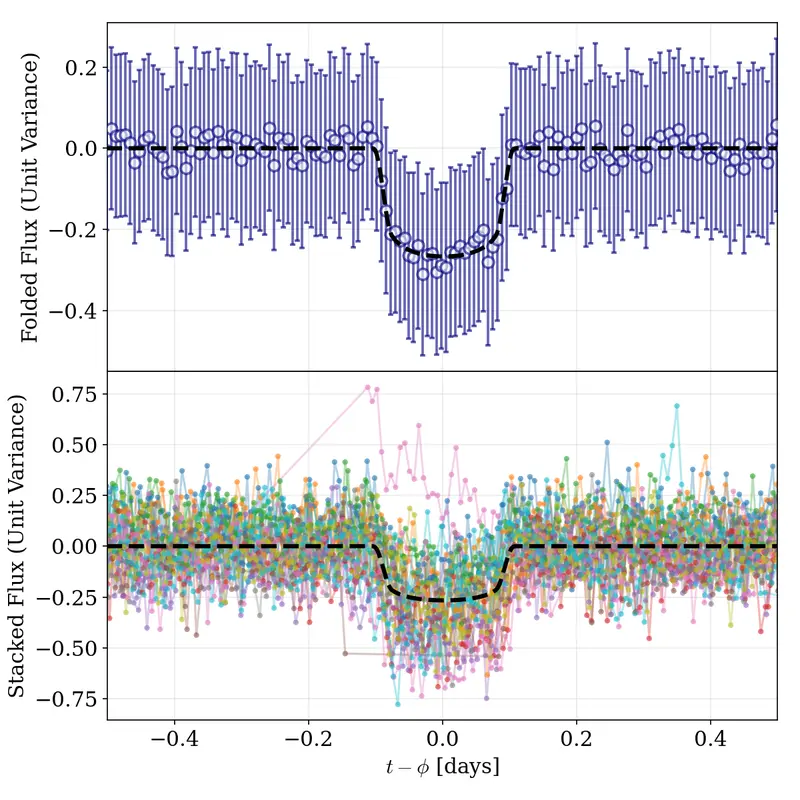 Folded Flux (Unit Variance)
0.2
0.0
−0.2
−0.4
Stacked Flux (Unit Variance)
0.75
0.50
0.25
0.00
−0.25
−0.50
−0.75
−0.4 −0.2 0.0 0.2 0.4
t − ϕ [days]